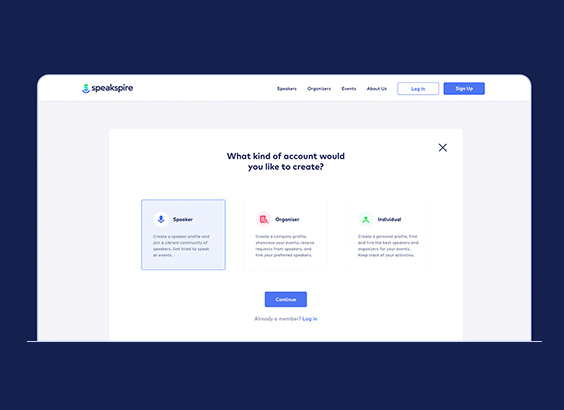 speakspire
Speakers Organizers Events About Us Log In Sign Up
What kind of account would
you like to create?
Speaker
Create a speaker profile and
join a vibrant community of
speakers. Get hired to speak
at events.
Organiser
Create a company profile,
showcase your events, receive
requests from speakers, and
hire your preferred speakers.
Individual
Create a personal profile, find
and hire the best speakers and
organizers for your events.
Keep track of your activities.
Continue
Already a member? Log in